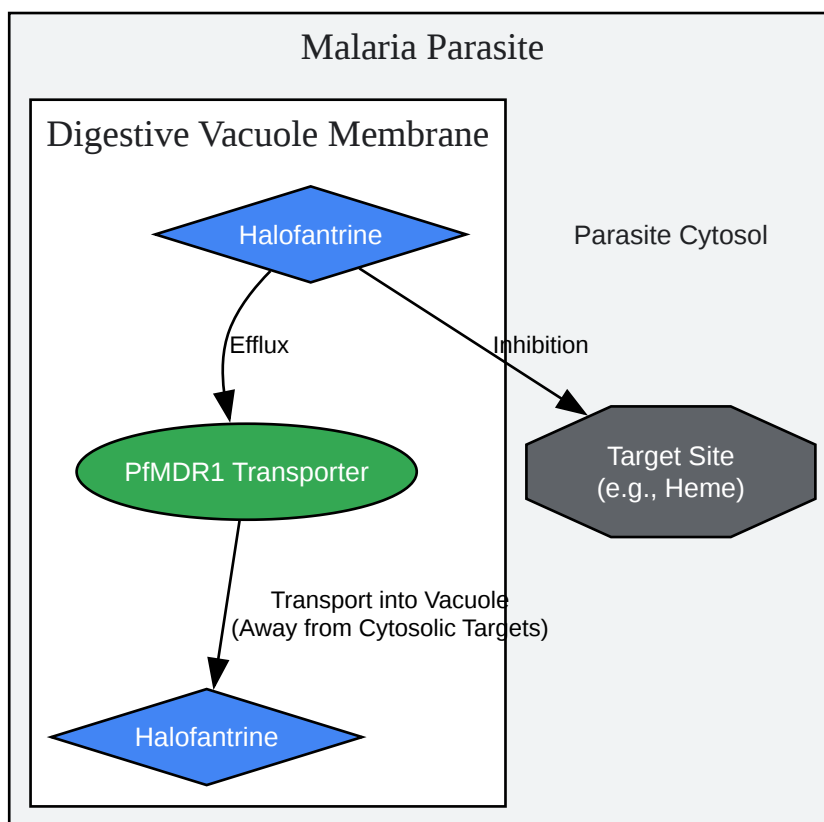 Malaria Parasite
Digestive Vacuole Membrane
Halofantrine
Parasite Cytosol
Efflux
Inhibition
PfMDR1 Transporter
Target Site
(e.g., Heme)
Transport into Vacuole
(Away from Cytosolic Targets)
Halofantrine